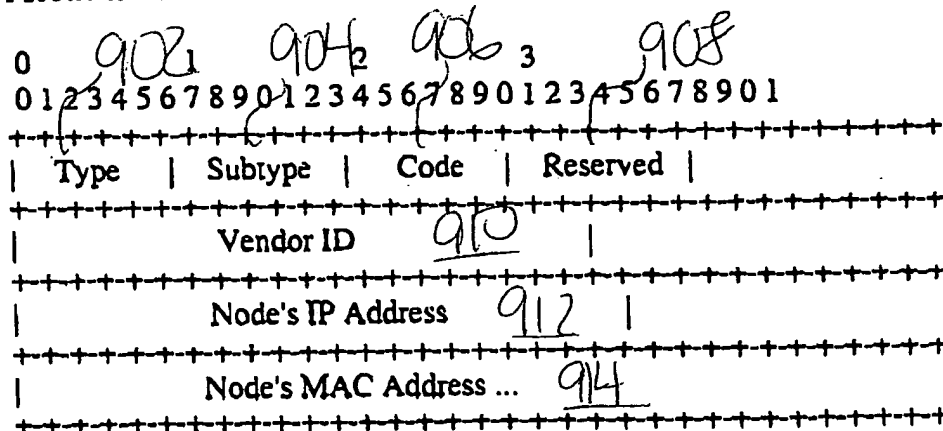 0 902 1 904 2 906 3 908
0 1 2 3 4 5 6 7 8 9 0 1 2 3 4 5 6 7 8 9 0 1 2 3 4 5 6 7 8 9 0 1
+-+-+-+-+-+-+-+-+-+-+-+-+-+-+-+-+-+-+-+-+-+-+-+-+-+-+-+-+-+-+-+-+
| Type | Subtype | Code | Reserved |
+-+-+-+-+-+-+-+-+-+-+-+-+-+-+-+-+-+-+-+-+-+-+-+-+-+-+-+-+-+-+-+-+
| Vendor ID 910 |
+-+-+-+-+-+-+-+-+-+-+-+-+-+-+-+-+-+-+-+-+-+-+-+-+-+-+-+-+-+-+-+-+
| Node's IP Address 912 |
+-+-+-+-+-+-+-+-+-+-+-+-+-+-+-+-+-+-+-+-+-+-+-+-+-+-+-+-+-+-+-+-+
| Node's MAC Address ... 914
+-+-+-+-+-+-+-+-+-+-+-+-+-+-+-+-+-+-+-+-+-+-+-+-+-+-+-+-+-+-+-+-+